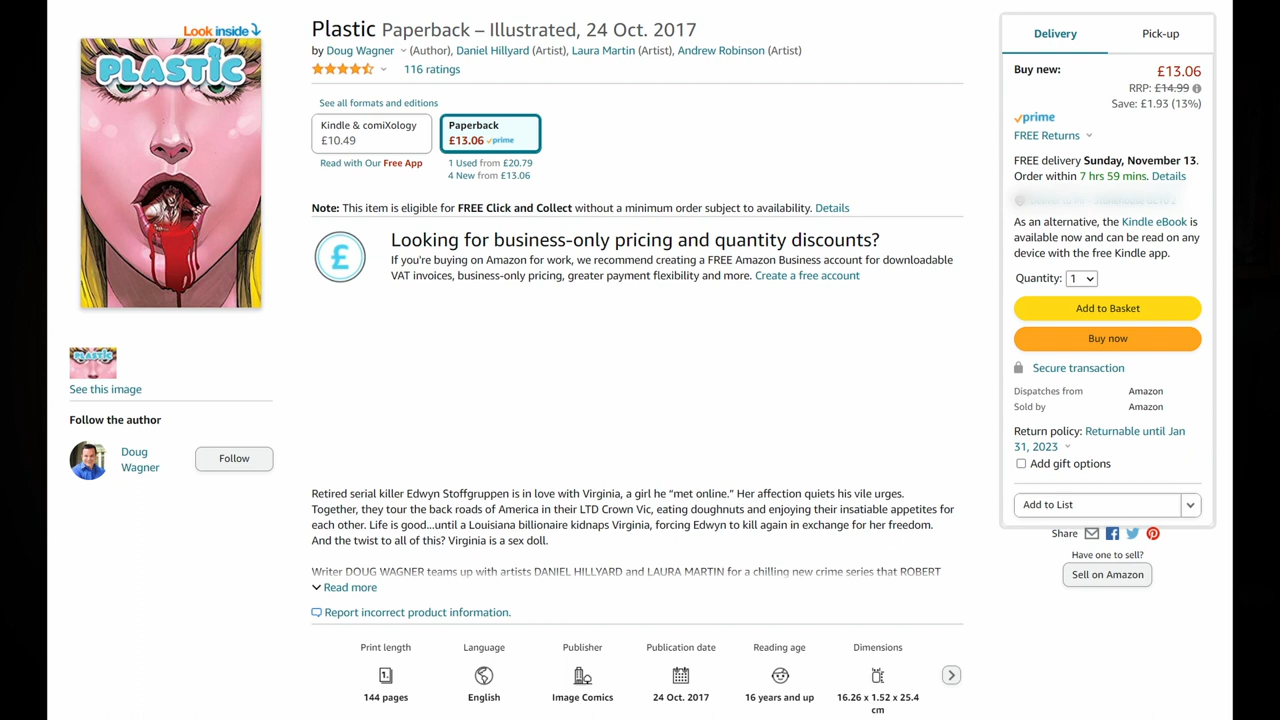 Look inside
PLASTIC
Plastic Paperback – Illustrated, 24 Oct. 2017
by Doug Wagner (Author), Daniel Hillyard (Artist), Laura Martin (Artist), Andrew Robinson (Artist)
116 ratings
See all formats and editions
Kindle & comiXology
£10.49
Read with Our Free App
Paperback
£13.06 prime
1 Used from £20.79
4 New from £13.06
Note: This item is eligible for FREE Click and Collect without a minimum order subject to availability. Details
£
Looking for business-only pricing and quantity discounts?
If you're buying on Amazon for work, we recommend creating a FREE Amazon Business account for downloadable
VAT invoices, business-only pricing, greater payment flexibility and more. Create a free account
PLASTIC
See this image
Follow the author
Doug
Wagner
Follow
Retired serial killer Edwyn Stoffgruppen is in love with Virginia, a girl he “met online.” Her affection quiets his vile urges.
Together, they tour the back roads of America in their LTD Crown Vic, eating doughnuts and enjoying their insatiable appetites for
each other. Life is good...until a Louisiana billionaire kidnaps Virginia, forcing Edwyn to kill again in exchange for her freedom.
And the twist to all of this? Virginia is a sex doll.
Writer DOUG WAGNER teams up with artists DANIEL HILLYARD and LAURA MARTIN for a chilling new crime series that ROBERT
Read more
Report incorrect product information.
Print length
144 pages
Language
English
Publisher
Image Comics
Publication date
24 Oct. 2017
Reading age
16 years and up
Dimensions
16.26 x 1.52 x 25.4
cm
Delivery
Pick-up
Buy new:
£13.06
RRP: £14.99
Save: £1.93 (13%)
prime
FREE Returns
FREE delivery Sunday, November 13.
Order within 7 hrs 59 mins. Details
As an alternative, the Kindle eBook is
available now and can be read on any
device with the free Kindle app.
Quantity: 1
Add to Basket
Buy now
Secure transaction
Dispatches from Amazon
Sold by Amazon
Return policy: Returnable until Jan
31, 2023
Add gift options
Add to List
Share
Have one to sell?
Sell on Amazon